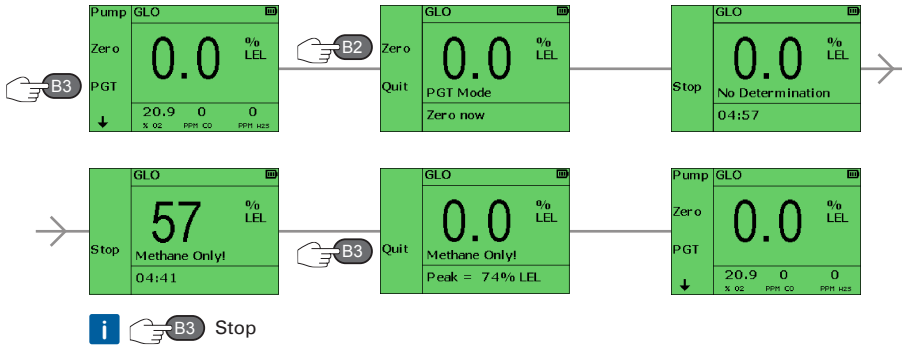 Pump GLO
Zero
0.0 % LEL
B3 PGT
20.9 0 0
% O2 PPM CO PPM H2S
B2 Zero
GLO
Quit
0.0 % LEL
PGT Mode
Zero now
GLO
0.0 % LEL
Stop
No Determination
04:57
GLO
57 % LEL
Stop
Methane Only!
04:41
GLO
0.0 % LEL
B3 Quit
Methane Only!
Peak = 74% LEL
Pump GLO
Zero
0.0 % LEL
PGT
20.9 0 0
% O2 PPM CO PPM H2S
i B3 Stop